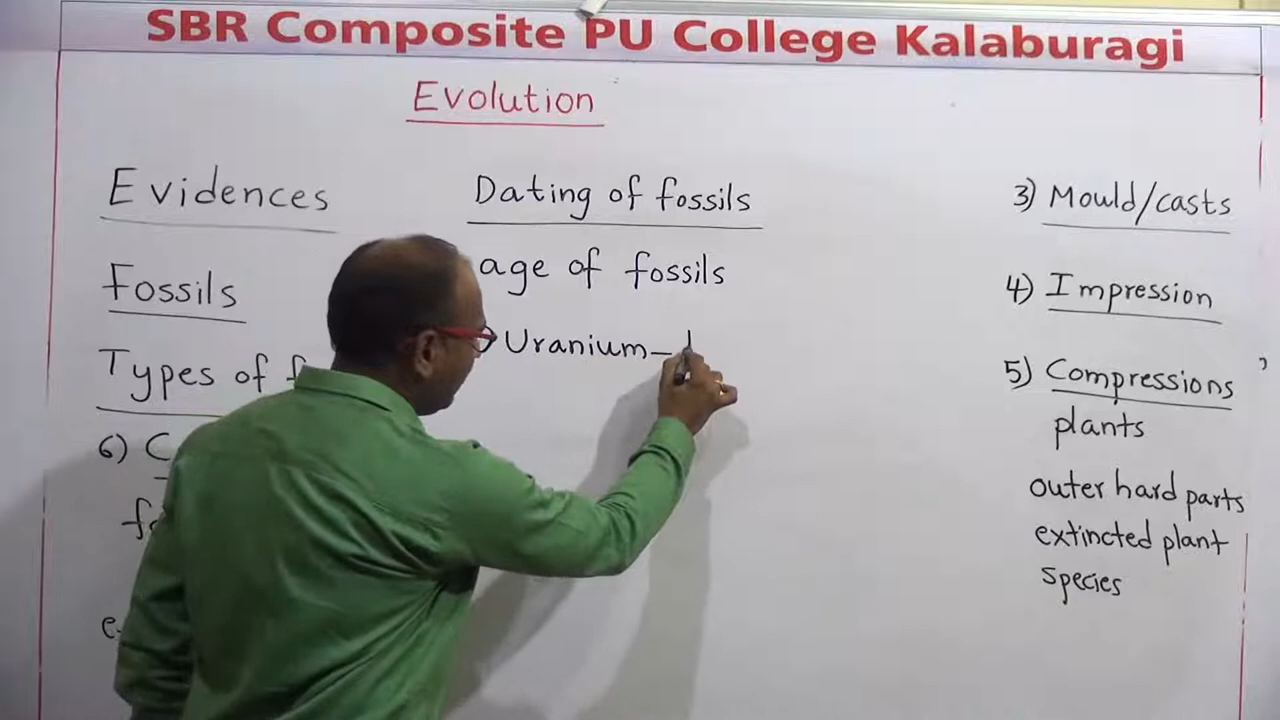 SBR Composite PU College Kalaburagi
Evolution
Evidences
Fossils
Types of
6) C
Dating of fossils
age of fossils
Uranium –
3) Mould/casts
4) Impression
5) Compressions
plants
outer hard parts
extincted plant
species